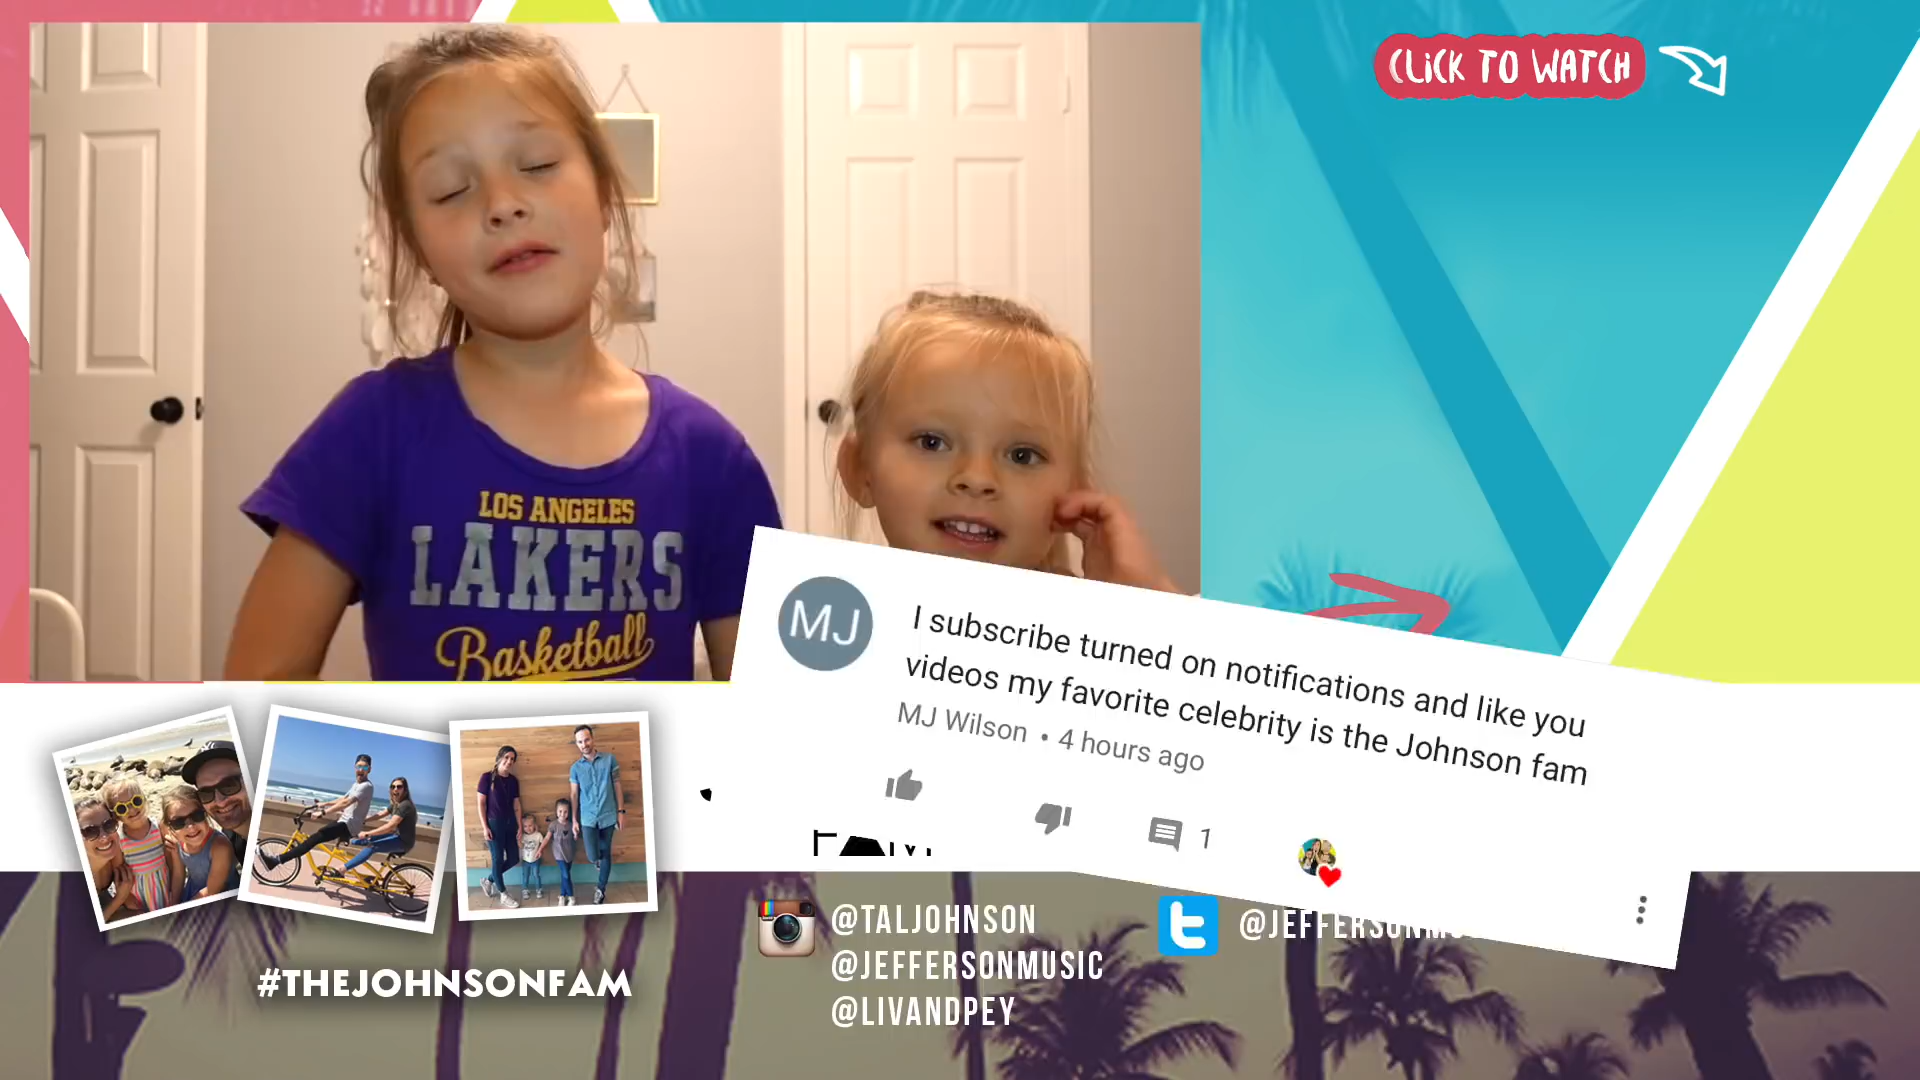 CLICK TO WATCH
LOS ANGELES
LAKERS
Basketball
MJ
I subscribe turned on notifications and like you
videos my favorite celebrity is the Johnson fam
MJ Wilson • 4 hours ago
1
#THEJOHNSONFAM
@TALJOHNSON
@JEFFERSONMUSIC
@LIVANDPEY